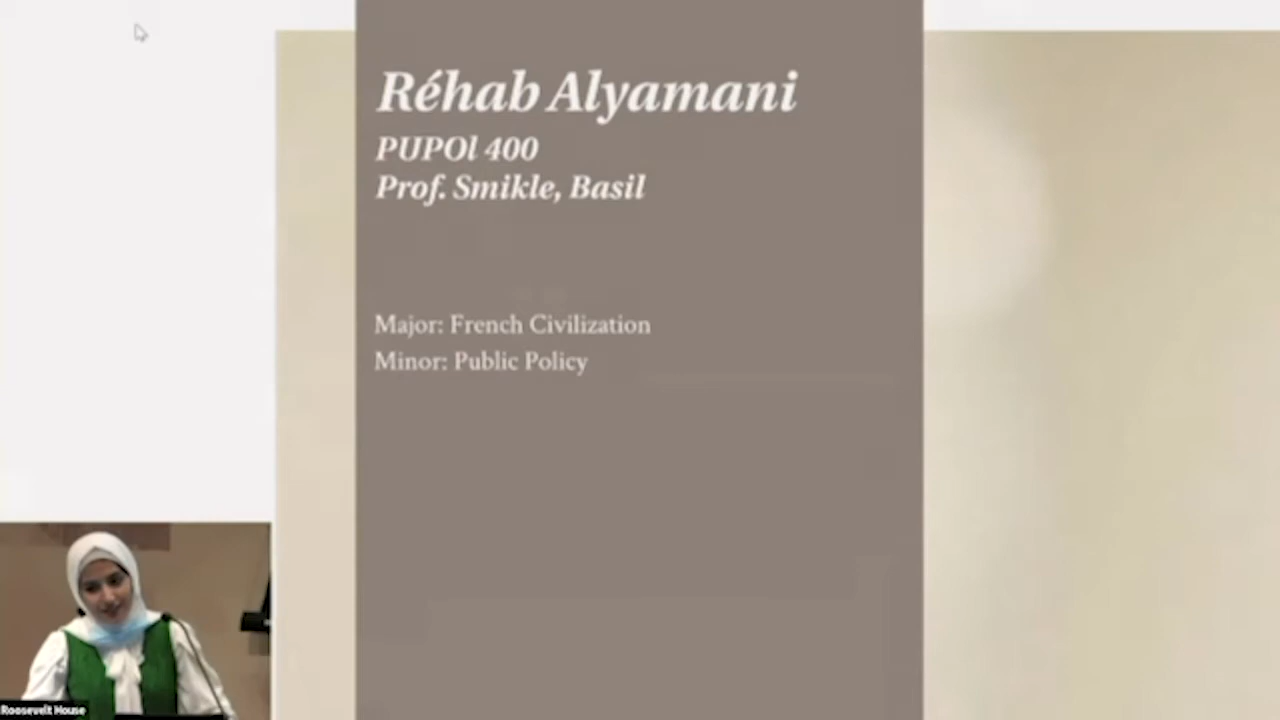 Réhab Alyamani
PUPOl 400
Prof. Smikle, Basil
Major: French Civilization
Minor: Public Policy
Roosevelt House